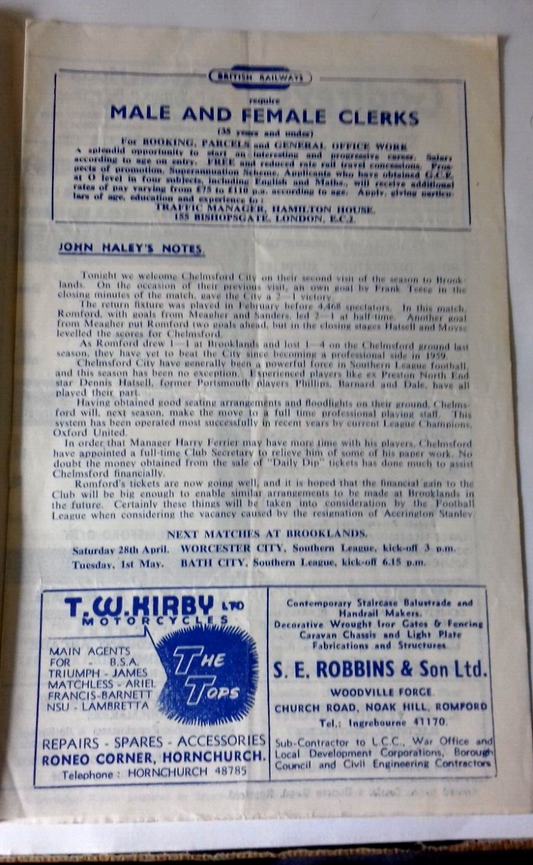 BRITISH RAILWAYS
require
MALE AND FEMALE CLERKS
(35 years and under)
For BOOKING, PARCELS and GENERAL OFFICE WORK
A splendid opportunity to start an interesting and progressive career. Salary
according to age on entry. FREE and reduced rate rail travel concessions. Pros-
pects of promotion. Superannuation Scheme. Applicants who have obtained G.C.E.
at O level in four subjects, including English and Maths., will receive additional
rates of pay varying from £75 to £110 p.a. according to age. Apply, giving particu-
lars of age, education and experience to :
TRAFFIC MANAGER, HAMILTON HOUSE,
155 BISHOPSGATE, LONDON, E.C.2.
JOHN HALEY'S NOTES.
Tonight we welcome Chelmsford City on their second visit of the season to Brook-
lands. On the occasion of their previous visit, an own goal by Frank Teece in the
closing minutes of the match, gave the City a 2—1 victory.
The return fixture was played in February before 4,468 spectators. In this match,
Romford, with goals from Meagher and Sanders, led 2—1 at half-time. Another goal
from Meagher put Romford two goals ahead, but in the closing stages Hatsell and Moyse
levelled the scores for Chelmsford.
As Romford drew 1—1 at Brooklands and lost 1—4 on the Chelmsford ground last
season, they have yet to beat the City since becoming a professional side in 1959.
Chelmsford City have generally been a powerful force in Southern League football,
and this season has been no exception. Experienced players like ex Preston North End
star Dennis Hatsell, former Portsmouth players Phillips, Barnard and Dale, have all
played their part.
Having obtained good seating arrangements and floodlights on their ground, Chelms-
ford will, next season, make the move to a full time professional playing staff. This
system has been operated most successfully in recent years by current League Champions,
Oxford United.
In order that Manager Harry Ferrier may have more time with his players, Chelmsford
have appointed a full-time Club Secretary to relieve him of some of his paper work. No
doubt the money obtained from the sale of "Daily Dip" tickets has done much to assist
Chelmsford financially.
Romford's tickets are now going well, and it is hoped that the financial gain to the
Club will be big enough to enable similar arrangements to be made at Brooklands in
the future. Certainly these will be taken into consideration by the Football
League when considering the vacancy caused by the resignation of Accrington Stanley
NEXT MATCHES AT BROOKLANDS.
Saturday 28th April. WORCESTER CITY, Southern League, kick-off 3 p.m.
Tuesday, 1st May. BATH CITY, Southern League, kick-off 6.15 p.m.
T.W.KIRBY LTD
MOTORCYCLES
MAIN AGENTS
FOR - B.S.A.
TRIUMPH - JAMES
MATCHLESS - ARIEL
FRANCIS-BARNETT
NSU - LAMBRETTA
THE
TOPS
REPAIRS - SPARES - ACCESSORIES
RONEO CORNER, HORNCHURCH.
Telephone : HORNCHURCH 48785
Contemporary Staircase Balustrade and
Handrail Makers.
Decorative Wrought Iror Gates & Fencing
Caravan Chassis and Light Plate
Fabrications and Structures.
S. E. ROBBINS & Son Ltd.
WOODVILLE FORGE.
CHURCH ROAD, NOAK HILL, ROMFORD
Tel.: Ingrebourne 41170.
Sub-Contractor to L.C.C., War Office and
Local Development Corporations, Borough
Council and Civil Engineering Contractors